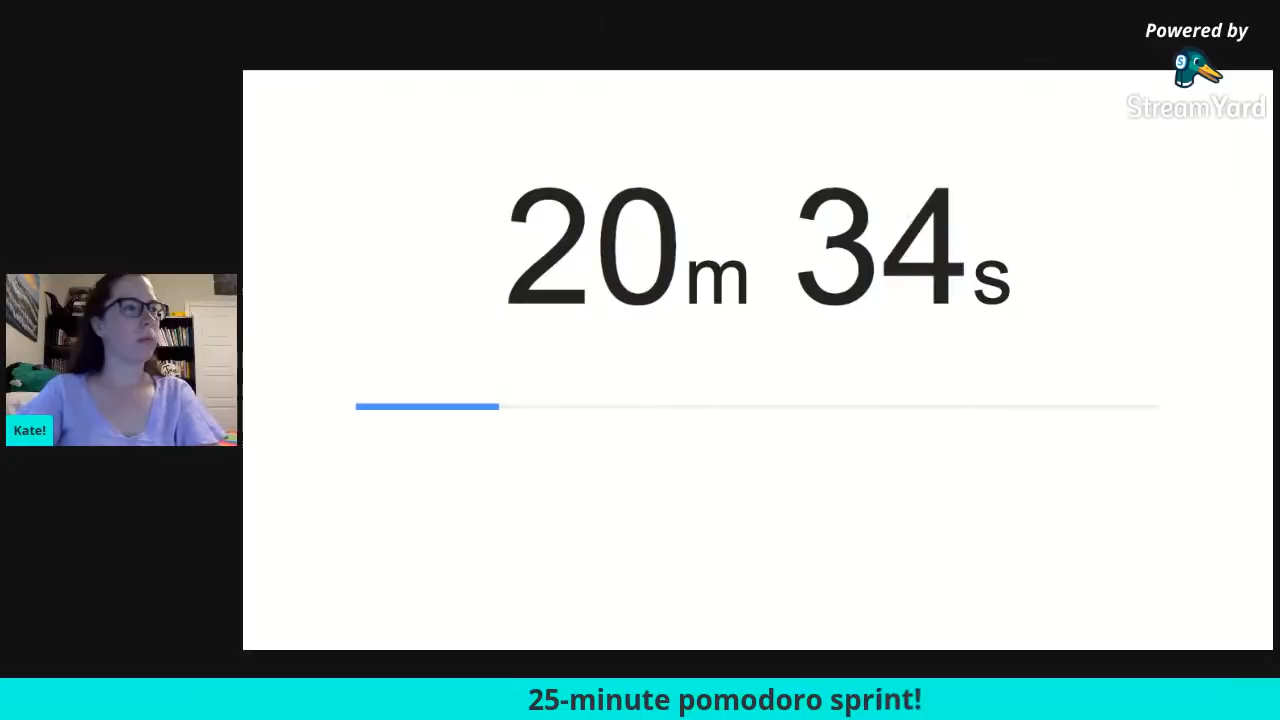 Powered by
StreamYard
20m 34s
Kate!
25-minute pomodoro sprint!